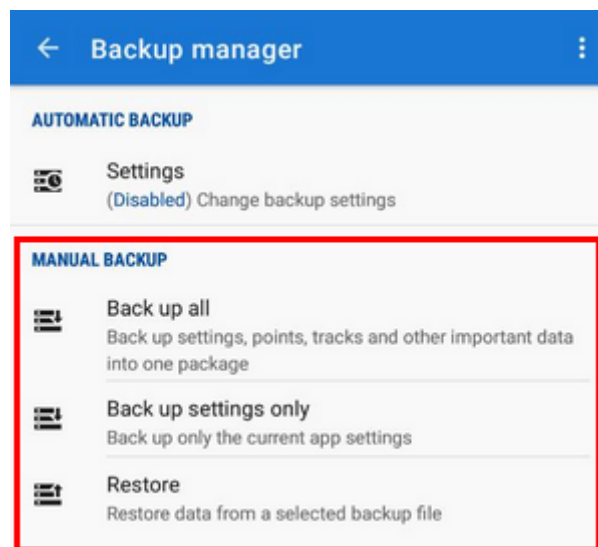 Backup manager
AUTOMATIC BACKUP
Settings
(Disabled) Change backup settings
MANUAL BACKUP
Back up all
Back up settings, points, tracks and other important data
into one package
Back up settings only
Back up only the current app settings
Restore
Restore data from a selected backup file